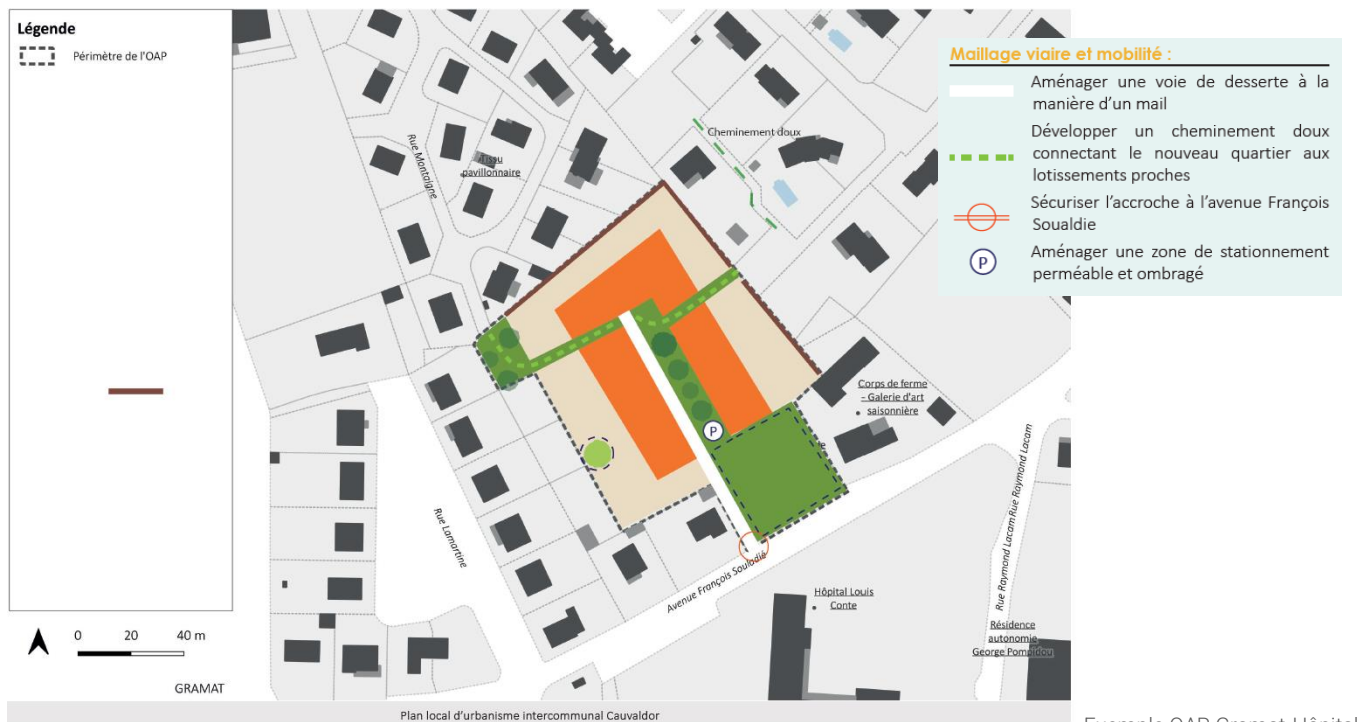 Légende
Périmètre de l'OAP
Maillage viaire et mobilité :
Aménager une voie de desserte à la
manière d'un mail
Développer un cheminement doux
connectant le nouveau quartier aux
lotissements proches
Sécuriser l'accroche à l'avenue François
Soualdie
P
Aménager une zone de stationnement
perméable et ombragé
Cheminement doux
Rue Montaigne
Tissu
pavillonnaire
Corps de ferme
- Galerie d'art
saisonnière
P
Rue Lamartine
Avenue François Souladié
Rue Raymond Lacam
Rue Raymond Lacam
Hôpital Louis
Conte
Résidence
autonomie
George Pompidou
0 20 40 m
GRAMAT
Plan local d'urbanisme intercommunal Cauvaldor